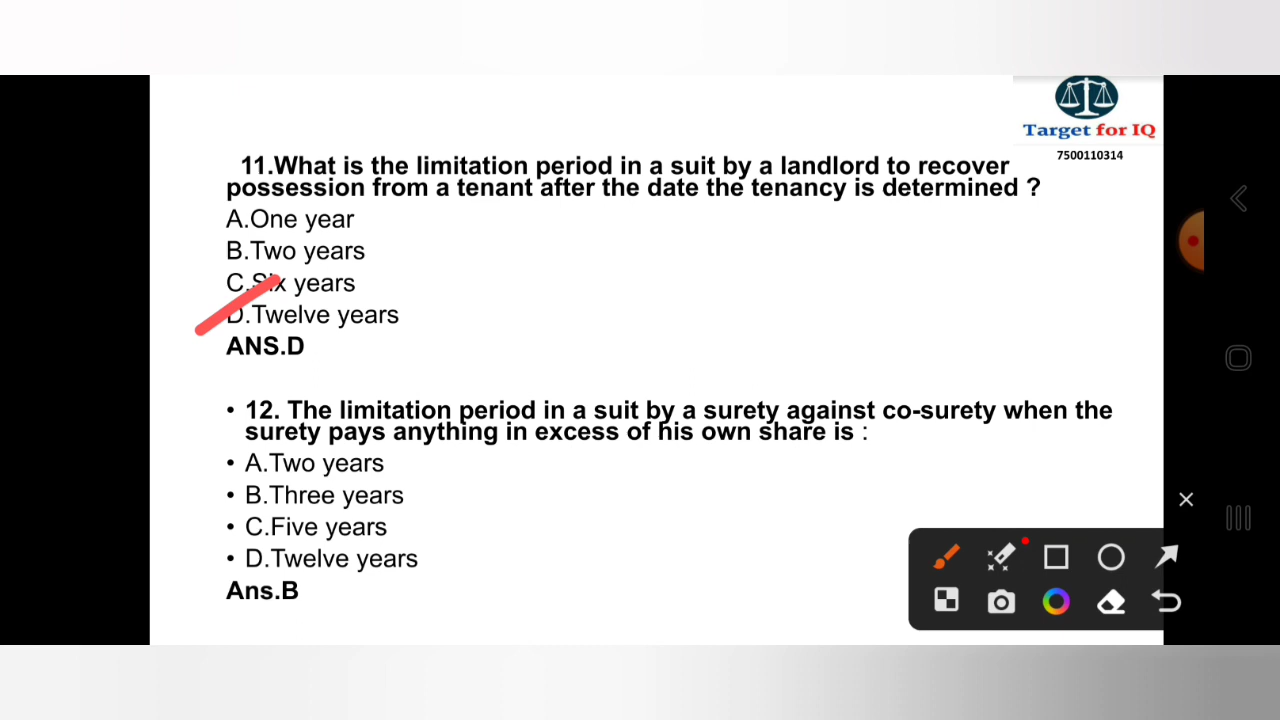 Target for IQ
7500110314
11.What is the limitation period in a suit by a landlord to recover
possession from a tenant after the date the tenancy is determined ?
A.One year
B.Two years
C.Six years
D.Twelve years
ANS.D
• 12. The limitation period in a suit by a surety against co-surety when the
surety pays anything in excess of his own share is :
• A.Two years
• B.Three years
• C.Five years
• D.Twelve years
Ans.B